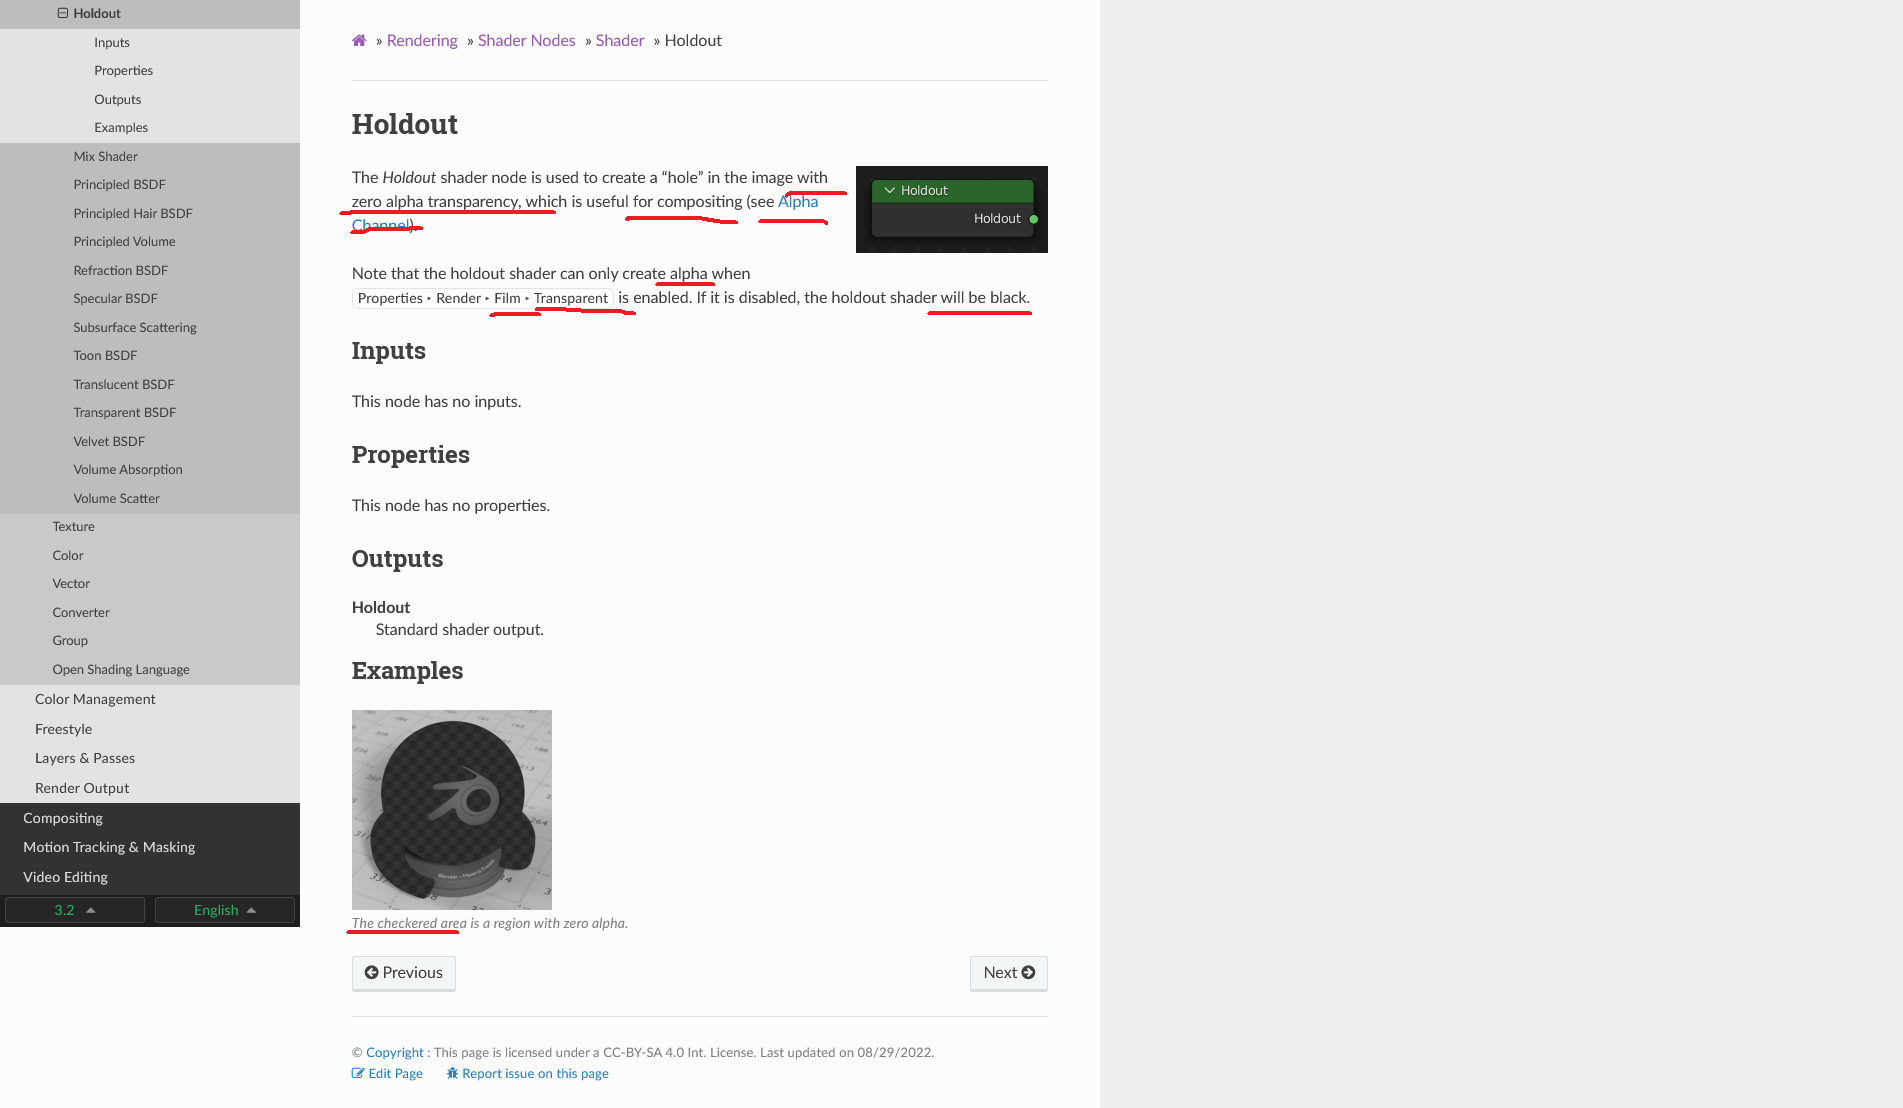 Holdout
Inputs
Properties
Outputs
Examples
Mix Shader
Principled BSDF
Principled Hair BSDF
Principled Volume
Refraction BSDF
Specular BSDF
Subsurface Scattering
Toon BSDF
Translucent BSDF
Transparent BSDF
Velvet BSDF
Volume Absorption
Volume Scatter
Texture
Color
Vector
Converter
Group
Open Shading Language
Color Management
Freestyle
Layers & Passes
Render Output
Compositing
Motion Tracking & Masking
Video Editing
3.2 English
» Rendering » Shader Nodes » Shader » Holdout
Holdout
The Holdout shader node is used to create a “hole” in the image with
zero alpha transparency, which is useful for compositing (see Alpha
Channel).
Holdout
Holdout
Note that the holdout shader can only create alpha when
Properties ‣ Render ‣ Film ‣ Transparent is enabled. If it is disabled, the holdout shader will be black.
Inputs
This node has no inputs.
Properties
This node has no properties.
Outputs
Holdout
Standard shader output.
Examples
The checkered area is a region with zero alpha.
Previous Next
© Copyright : This page is licensed under a CC-BY-SA 4.0 Int. License. Last updated on 08/29/2022.
Edit Page Report issue on this page